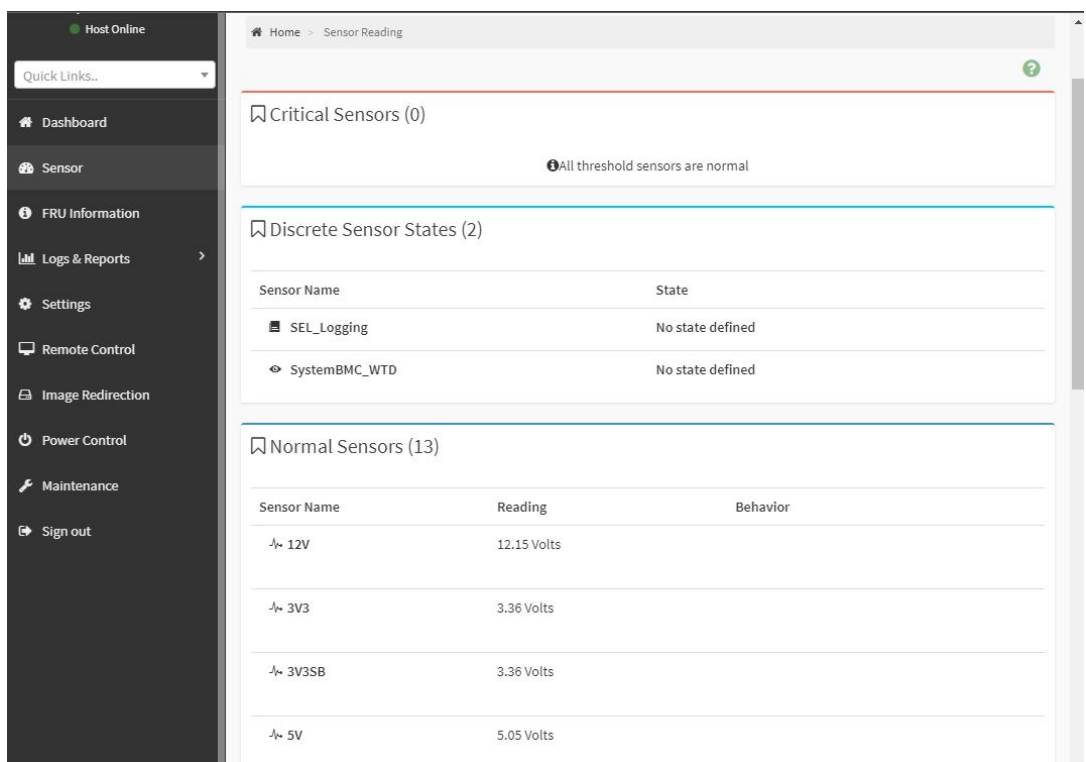 Host Online
Quick Links..
Dashboard
Sensor
FRU Information
Logs & Reports
Settings
Remote Control
Image Redirection
Power Control
Maintenance
Sign out
Home > Sensor Reading
Critical Sensors (0)
All threshold sensors are normal
Discrete Sensor States (2)
Sensor Name State
SEL_Logging No state defined
SystemBMC_WTD No state defined
Normal Sensors (13)
Sensor Name Reading Behavior
12V 12.15 Volts
3V3 3.36 Volts
3V3SB 3.36 Volts
5V 5.05 Volts